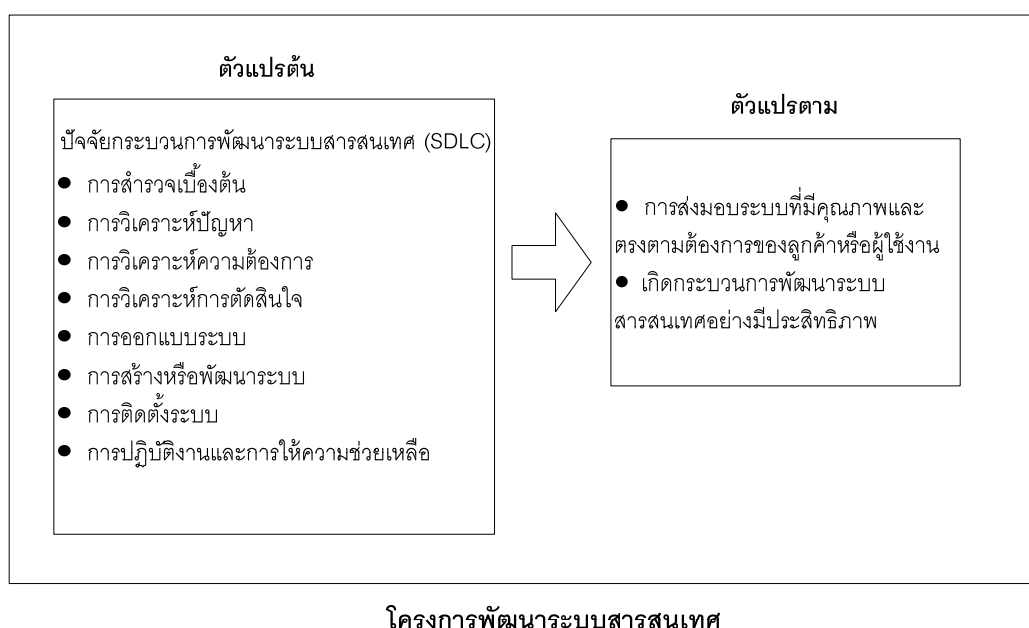 ตัวแปรต้น
ปัจจัยกระบวนการพัฒนาระบบสารสนเทศ (SDLC)
● การสำรวจเบื้องต้น
● การวิเคราะห์ปัญหา
● การวิเคราะห์ความต้องการ
● การวิเคราะห์การตัดสินใจ
● การออกแบบระบบ
● การสร้างหรือพัฒนาระบบ
● การติดตั้งระบบ
● การปฏิบัติงานและการให้ความช่วยเหลือ
ตัวแปรตาม
● การส่งมอบระบบที่มีคุณภาพและ
ตรงตามต้องการของลูกค้าหรือผู้ใช้งาน
● เกิดกระบวนการพัฒนาระบบ
สารสนเทศอย่างมีประสิทธิภาพ
โครงการพัฒนาระบบสารสนเทศ